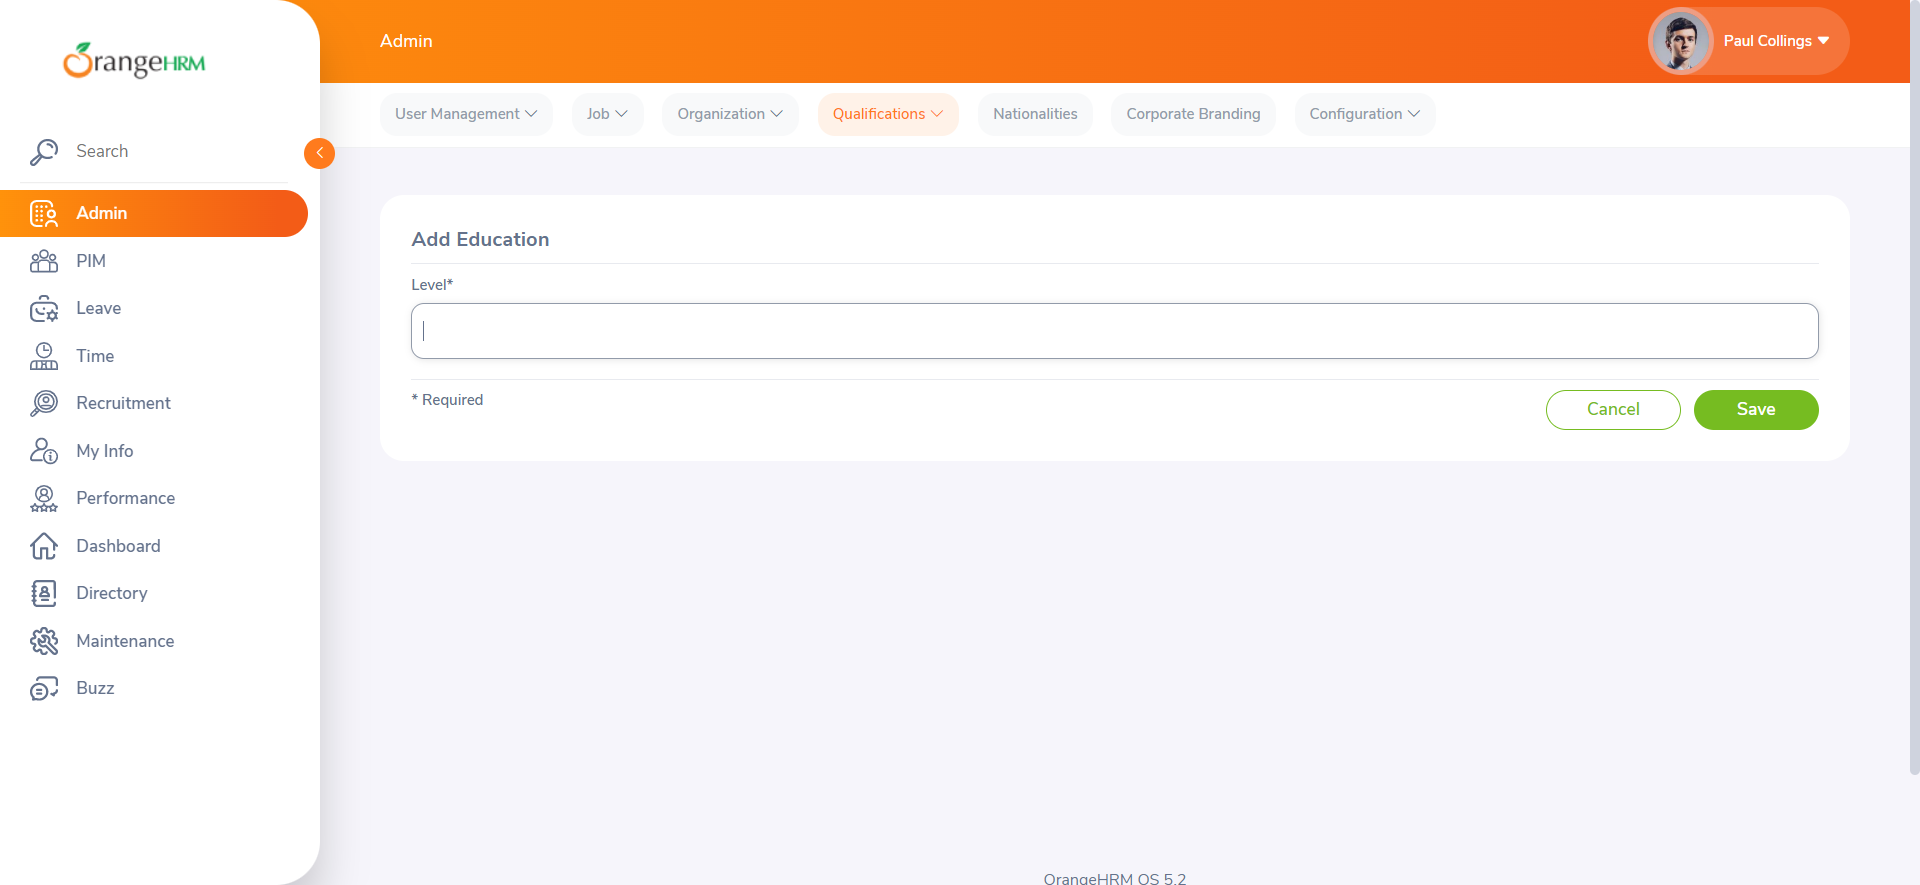 OrangeHRM
Search
Admin
PIM
Leave
Time
Recruitment
My Info
Performance
Dashboard
Directory
Maintenance
Buzz
Admin
Paul Collings
User Management
Job
Organization
Qualifications
Nationalities
Corporate Branding
Configuration
Add Education
Level*
* Required
Cancel
Save
OrangeHRM OS 5.2